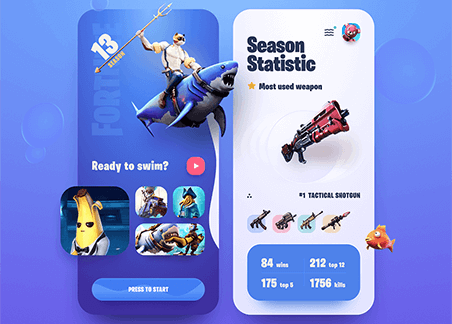 FORTNITE
13
SEASON
Ready to swim?
PRESS TO START
Season
Statistic
Most used weapon
#1 TACTICAL SHOTGUN
84 wins
212 top 12
175 top 5
1756 kills